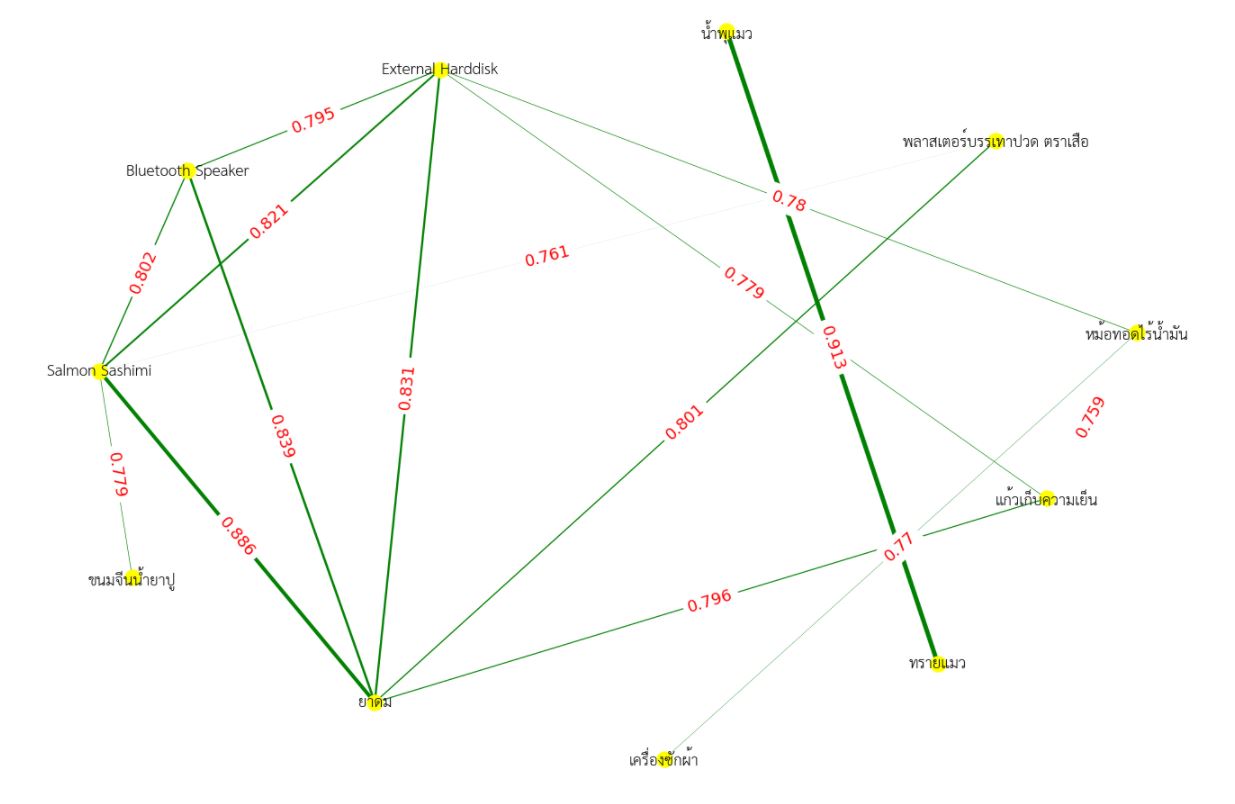 น้ำพุแมว
External Harddisk
0.795
พลาสเตอร์บรรเทาปวด ตราเสือ
Bluetooth Speaker
0.78
0.821
0.802
0.761
0.779
หม้อทอดไร้น้ำมัน
0.913
Salmon Sashimi
0.831
0.759
0.801
0.839
0.779
แก้วเก็บความเย็น
0.886
0.77
ขนมจีนน้ำยาปู
0.796
ทรายแมว
ยาดม
เครื่องซักผ้า